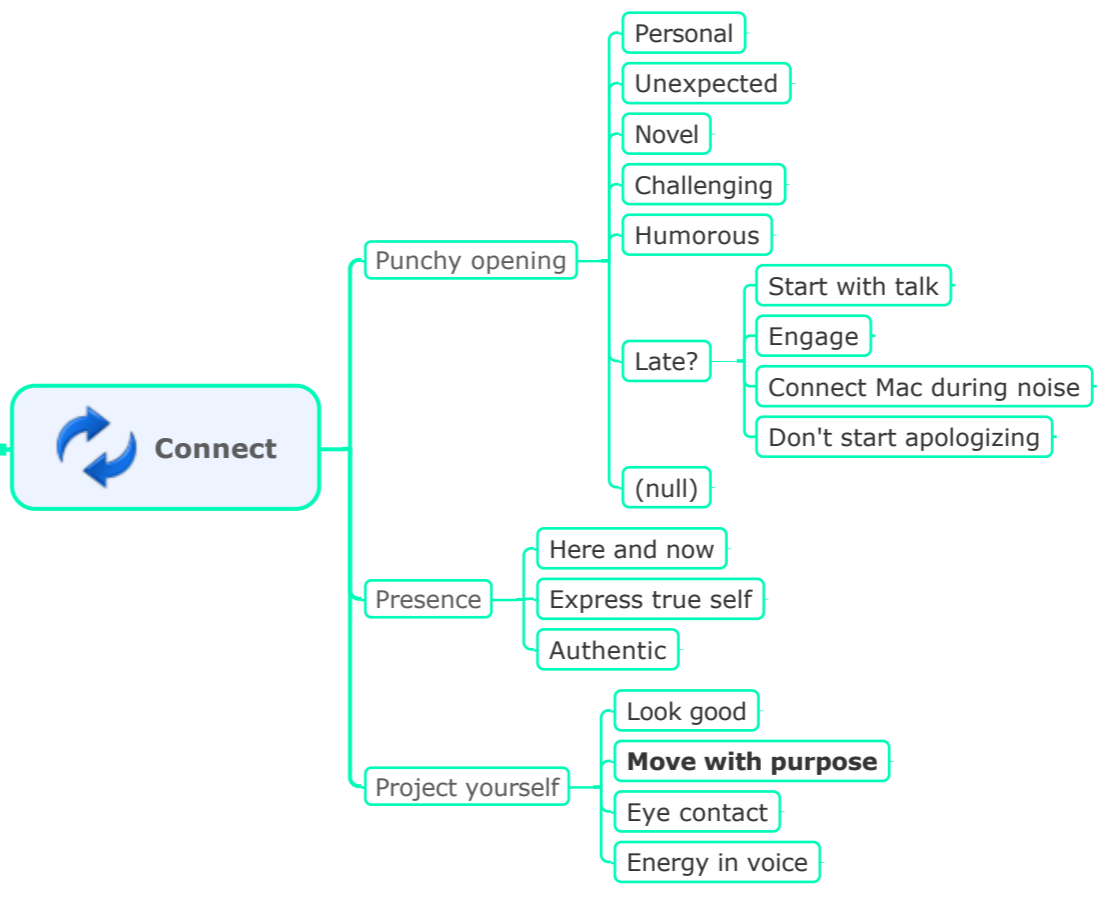 Connect
Punchy opening
Personal
Unexpected
Novel
Challenging
Humorous
Late?
Start with talk
Engage
Connect Mac during noise
Don't start apologizing
(null)
Presence
Here and now
Express true self
Authentic
Project yourself
Look good
Move with purpose
Eye contact
Energy in voice